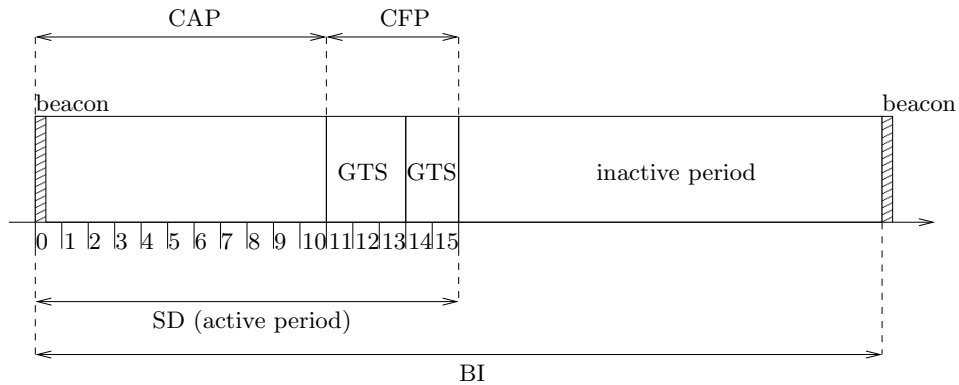 CAP CFP
beacon beacon
GTS GTS inactive period
0 1 2 3 4 5 6 7 8 9 10 11 12 13 14 15
SD (active period)
BI